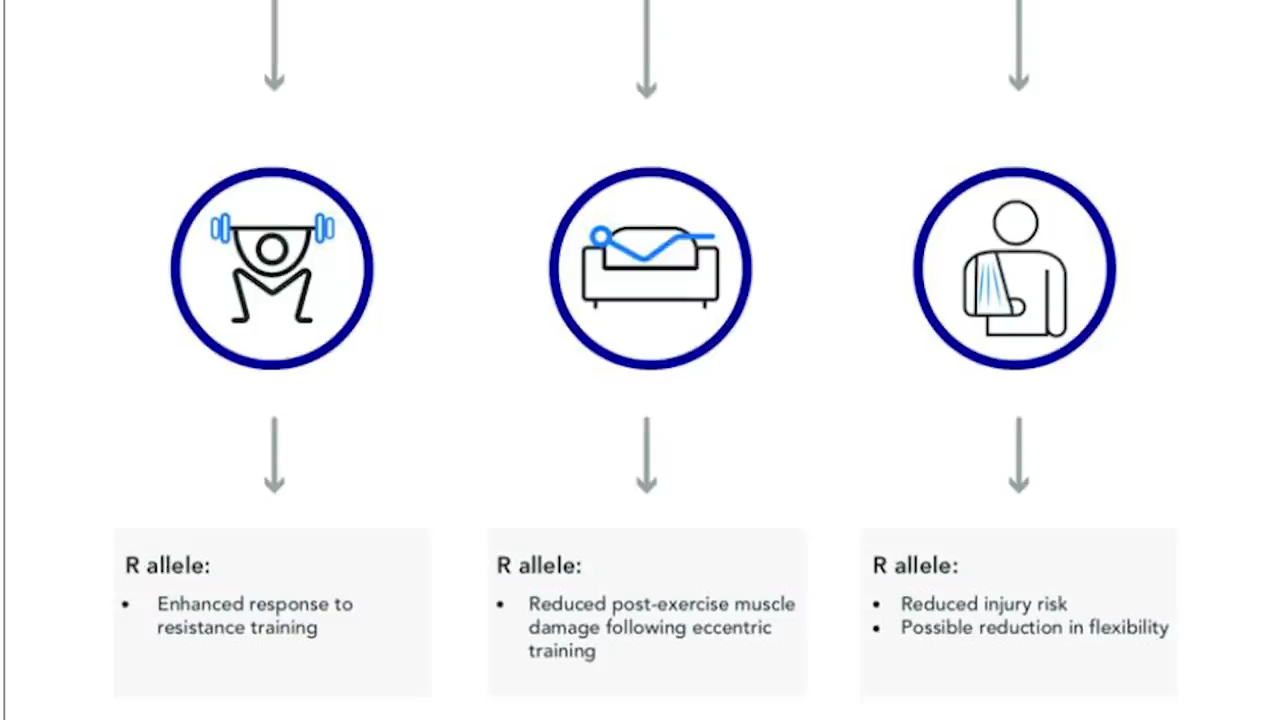 R allele:
• Enhanced response to
resistance training
R allele:
• Reduced post-exercise muscle
damage following eccentric
training
R allele:
• Reduced injury risk
• Possible reduction in flexibility